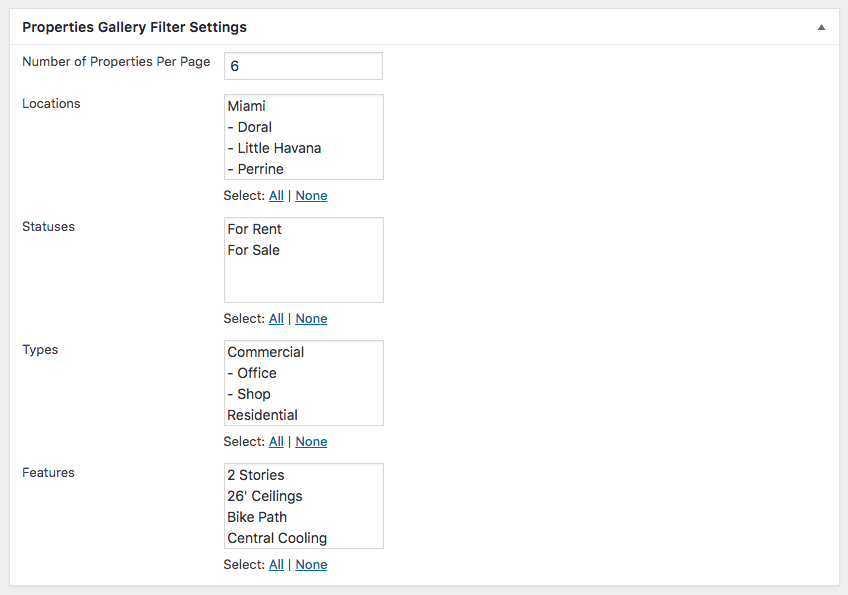 Properties Gallery Filter Settings
Number of Properties Per Page 6
Locations
Miami
- Doral
- Little Havana
- Perrine
Select: All | None
Statuses
For Rent
For Sale
Select: All | None
Types
Commercial
- Office
- Shop
Residential
Select: All | None
Features
2 Stories
26' Ceilings
Bike Path
Central Cooling
Select: All | None